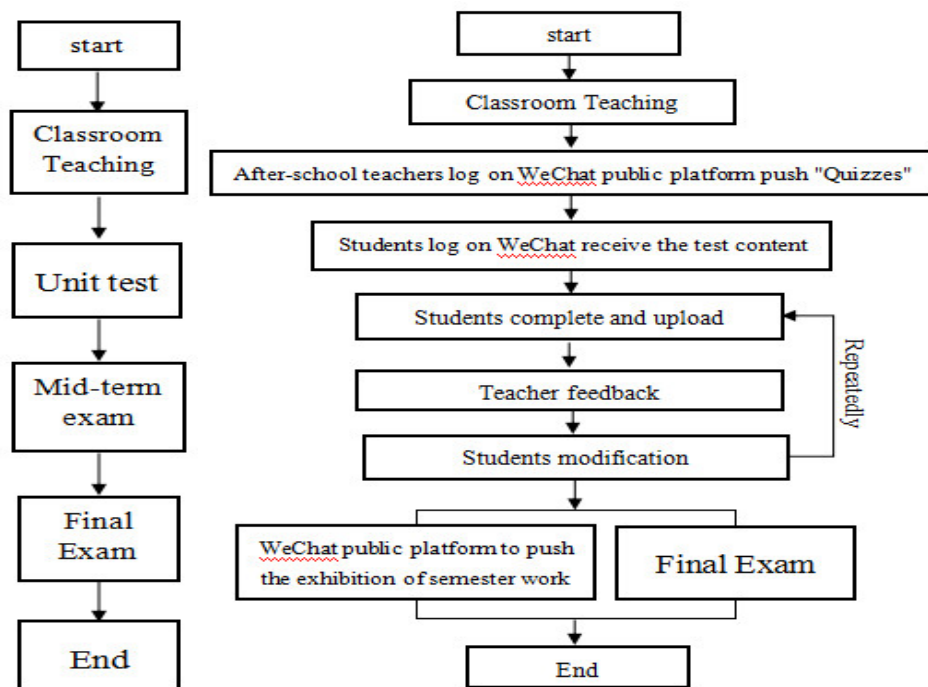 start
Classroom
Teaching
Unit test
Mid-term
exam
Final
Exam
End
start
Classroom Teaching
After-school teachers log on WeChat public platform push "Quizzes"
Students log on WeChat receive the test content
Students complete and upload
Repeatedly
Teacher feedback
Students modification
WeChat public platform to push
the exhibition of semester work
Final Exam
End